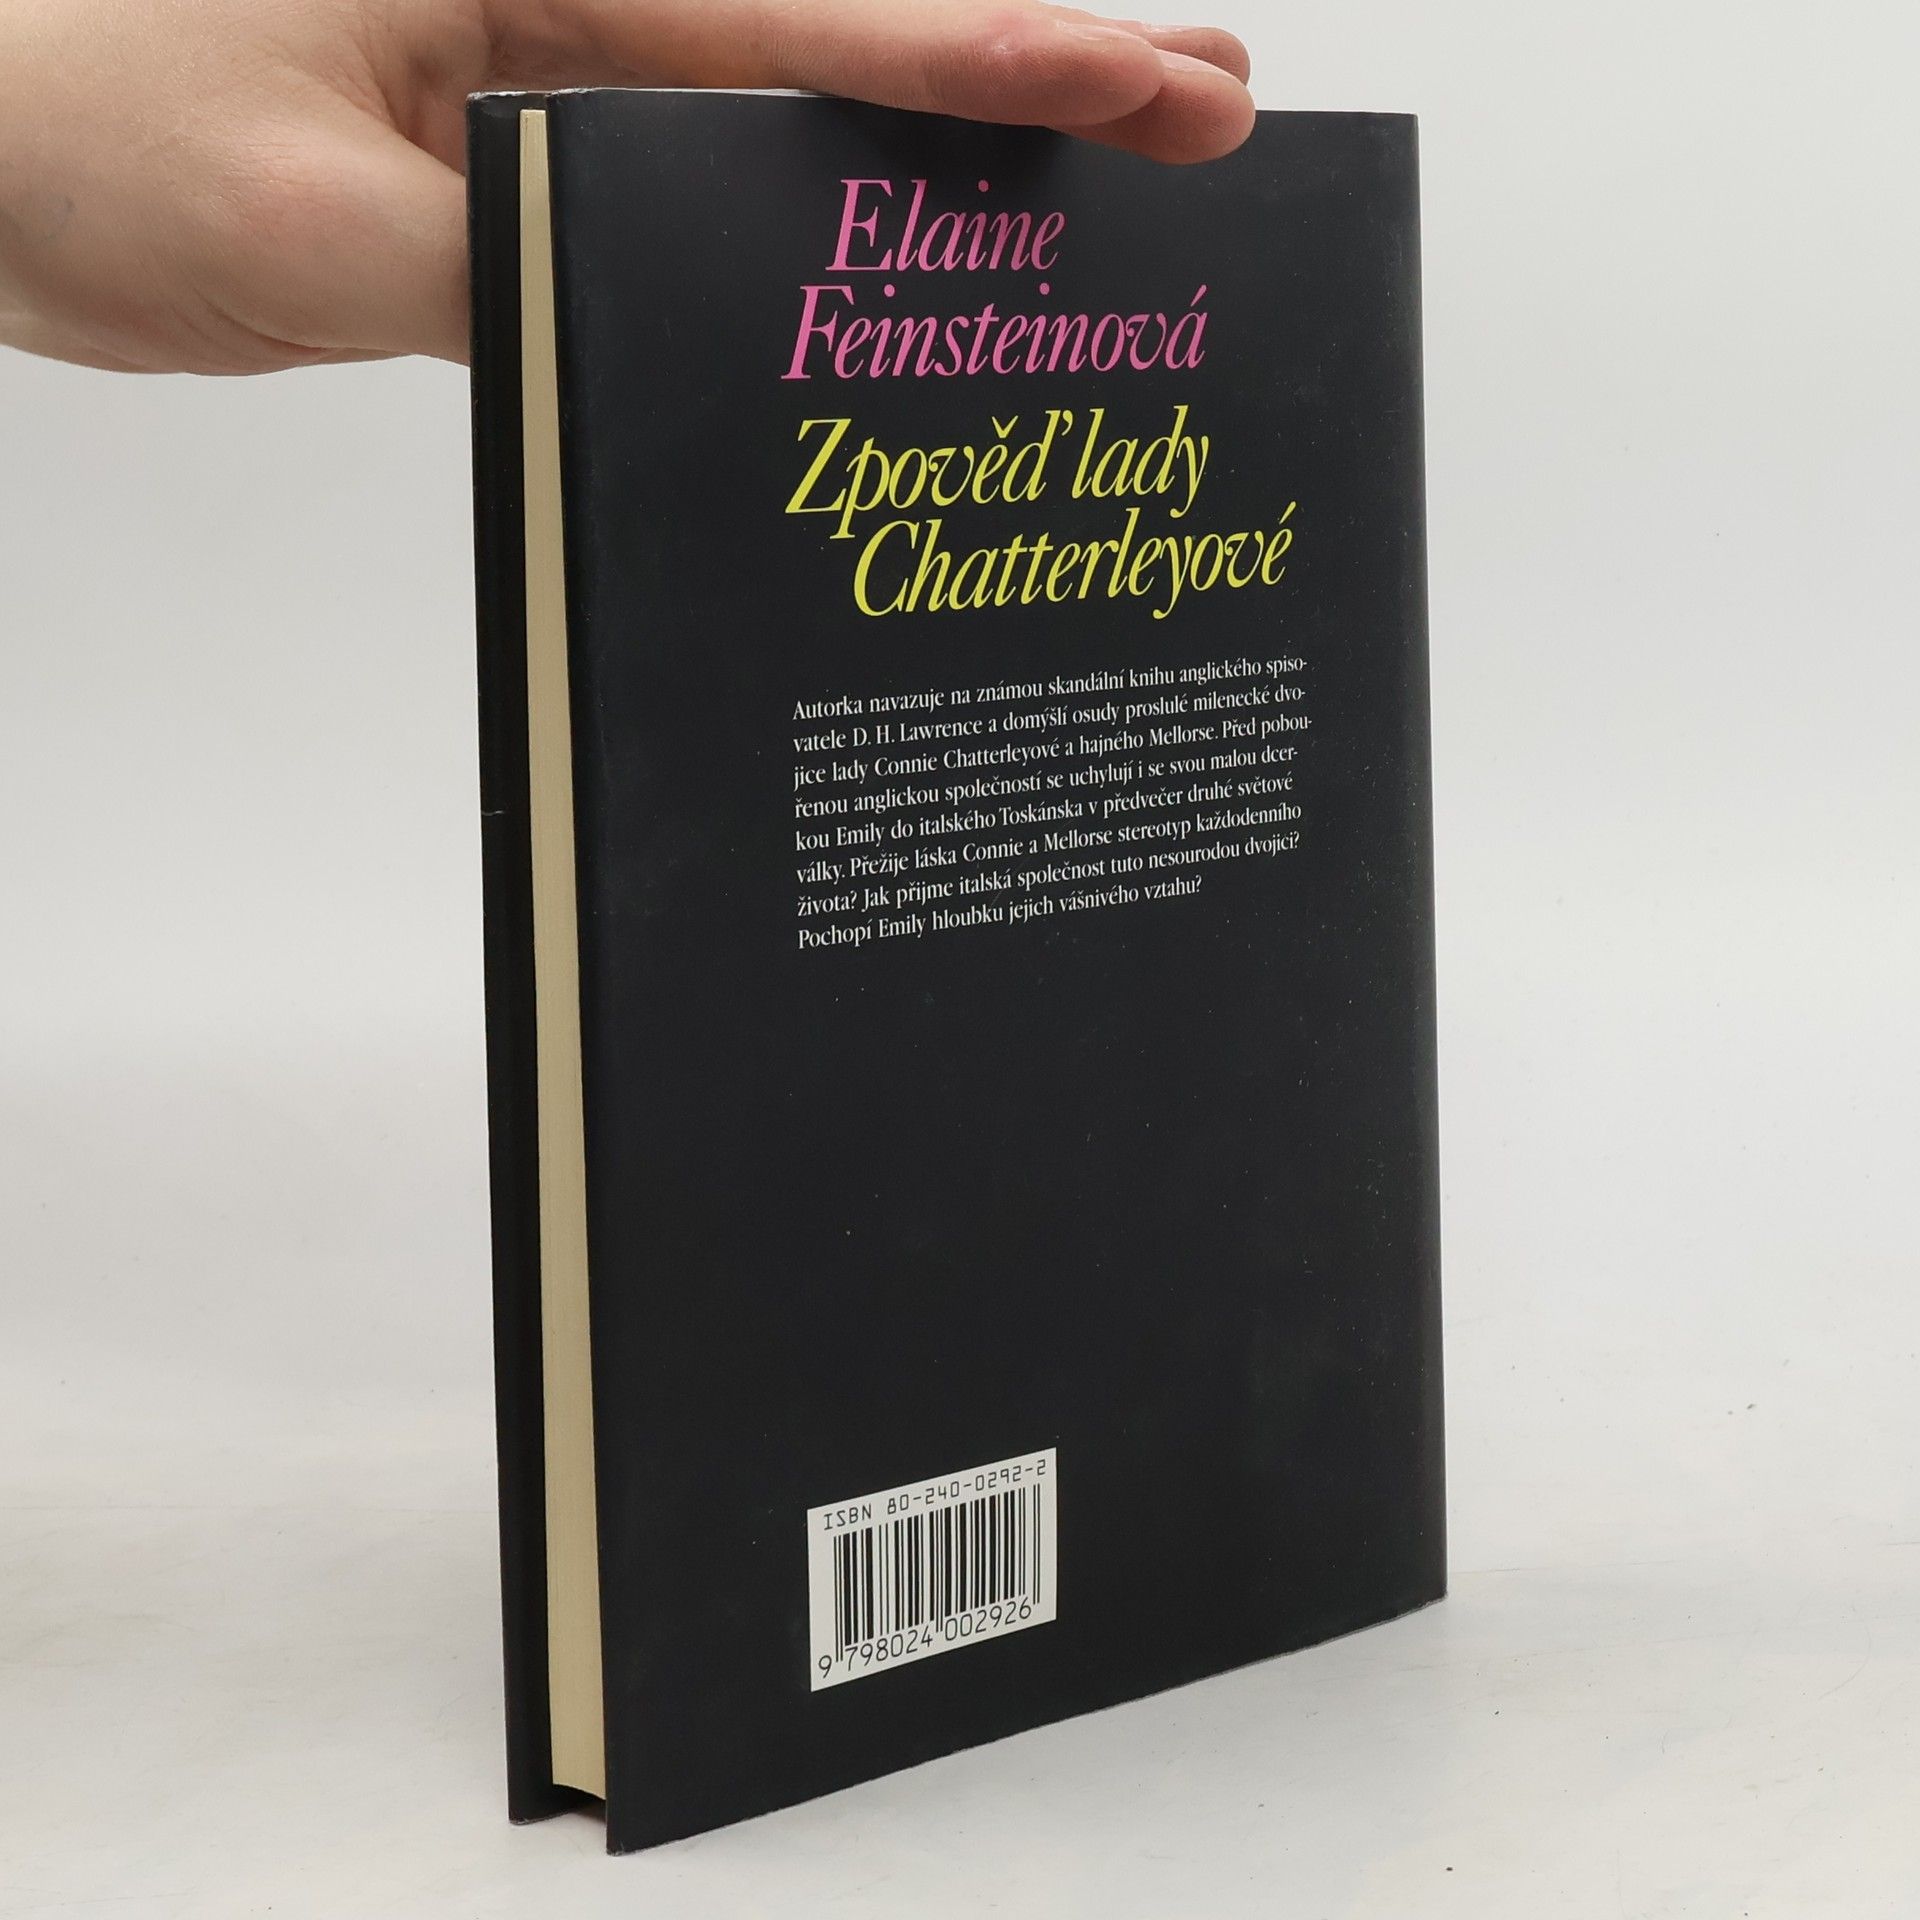 Elaine
Feinsteinová
Zpověď lady
Chatterleyové
Autorka navazuje na známou skandální knihu anglického spiso-
vatele D. H. Lawrence a domýšlí osudy proslulé milenecké dvo-
jice lady Connie Chatterleyové a hajného Mellorse. Před pobou-
řenou anglickou společností se uchylují i se svou malou dcer-
kou Emily do italského Toskánska v předvečer druhé světové
války. Přežije láska Connie a Mellorse stereotyp každodenního
života? Jak přijme italská společnost tuto nesourodou dvojici?
Pochopí Emily hloubku jejich vášnivého vztahu?
ISBN 80-240-0292-2
9 798024 002926